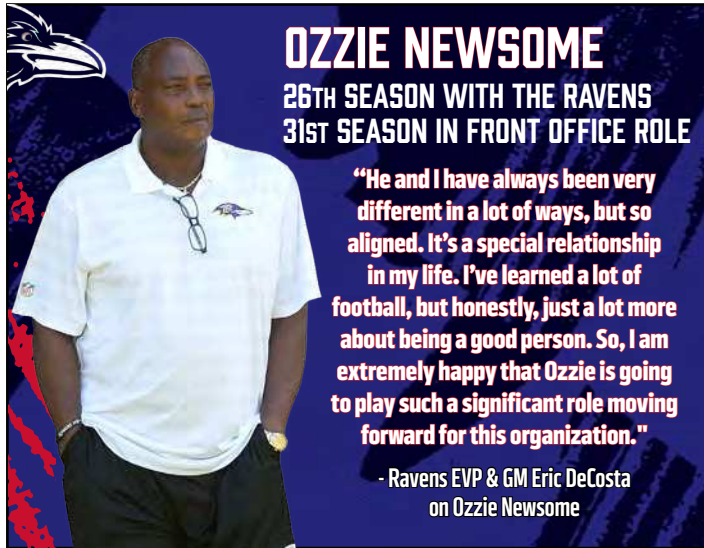 OZZIE NEWSOME
26TH SEASON WITH THE RAVENS
31ST SEASON IN FRONT OFFICE ROLE
“He and I have always been very
different in a lot of ways, but so
aligned. It’s a special relationship
in my life. I’ve learned a lot of
football, but honestly, just a lot more
about being a good person. So, I am
extremely happy that Ozzie is going
to play such a significant role moving
forward for this organization."
- Ravens EVP & GM Eric DeCosta
on Ozzie Newsome